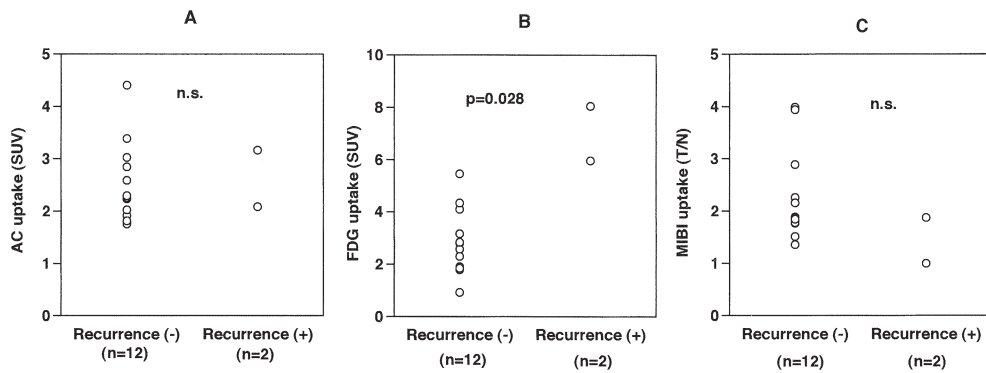 A
AC uptake (SUV)
5
4
3
2
1
0
n.s.
Recurrence (-)
(n=12)
Recurrence (+)
(n=2)
B
FDG uptake (SUV)
10
8
6
4
2
0
p=0.028
Recurrence (-)
(n=12)
Recurrence (+)
(n=2)
C
MIBI uptake (T/N)
5
4
3
2
1
0
n.s.
Recurrence (-)
(n=12)
Recurrence (+)
(n=2)